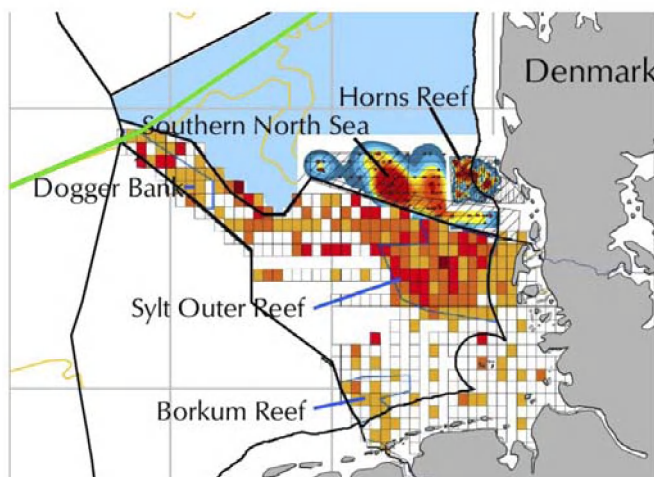 Denmark
Horns Reef
Southern North Sea
Dogger Bank
Sylt Outer Reef
Borkum Reef